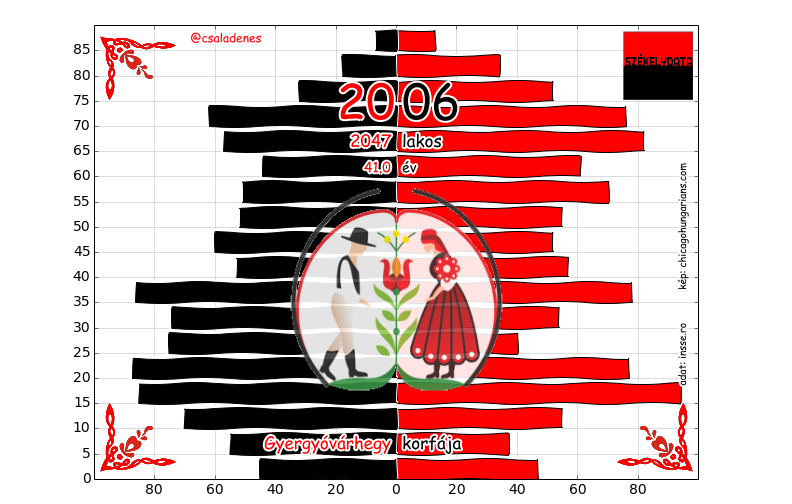 @csaladenes
SZÉKELYDATA
2006
2047 lakos
41,0 év
kép: chicagohungarians.com
adat: insse.ro
Gyergyóvárhegy korfája
85
80
75
70
65
60
55
50
45
40
35
30
25
20
15
10
5
0
80 60 40 20 0 20 40 60 80